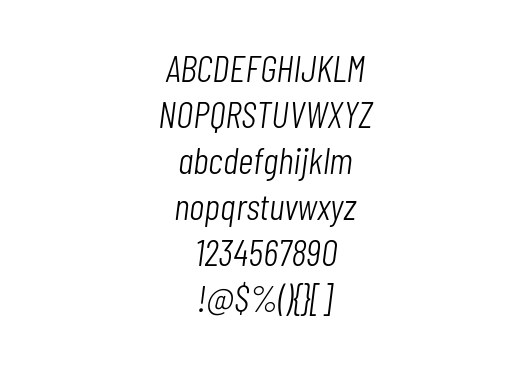 ABCDEFGHIJKLM
NOPQRSTUVWXYZ
abcdefghijklm
nopqrstuvwxyz
1234567890
!@$%(){}[ ]